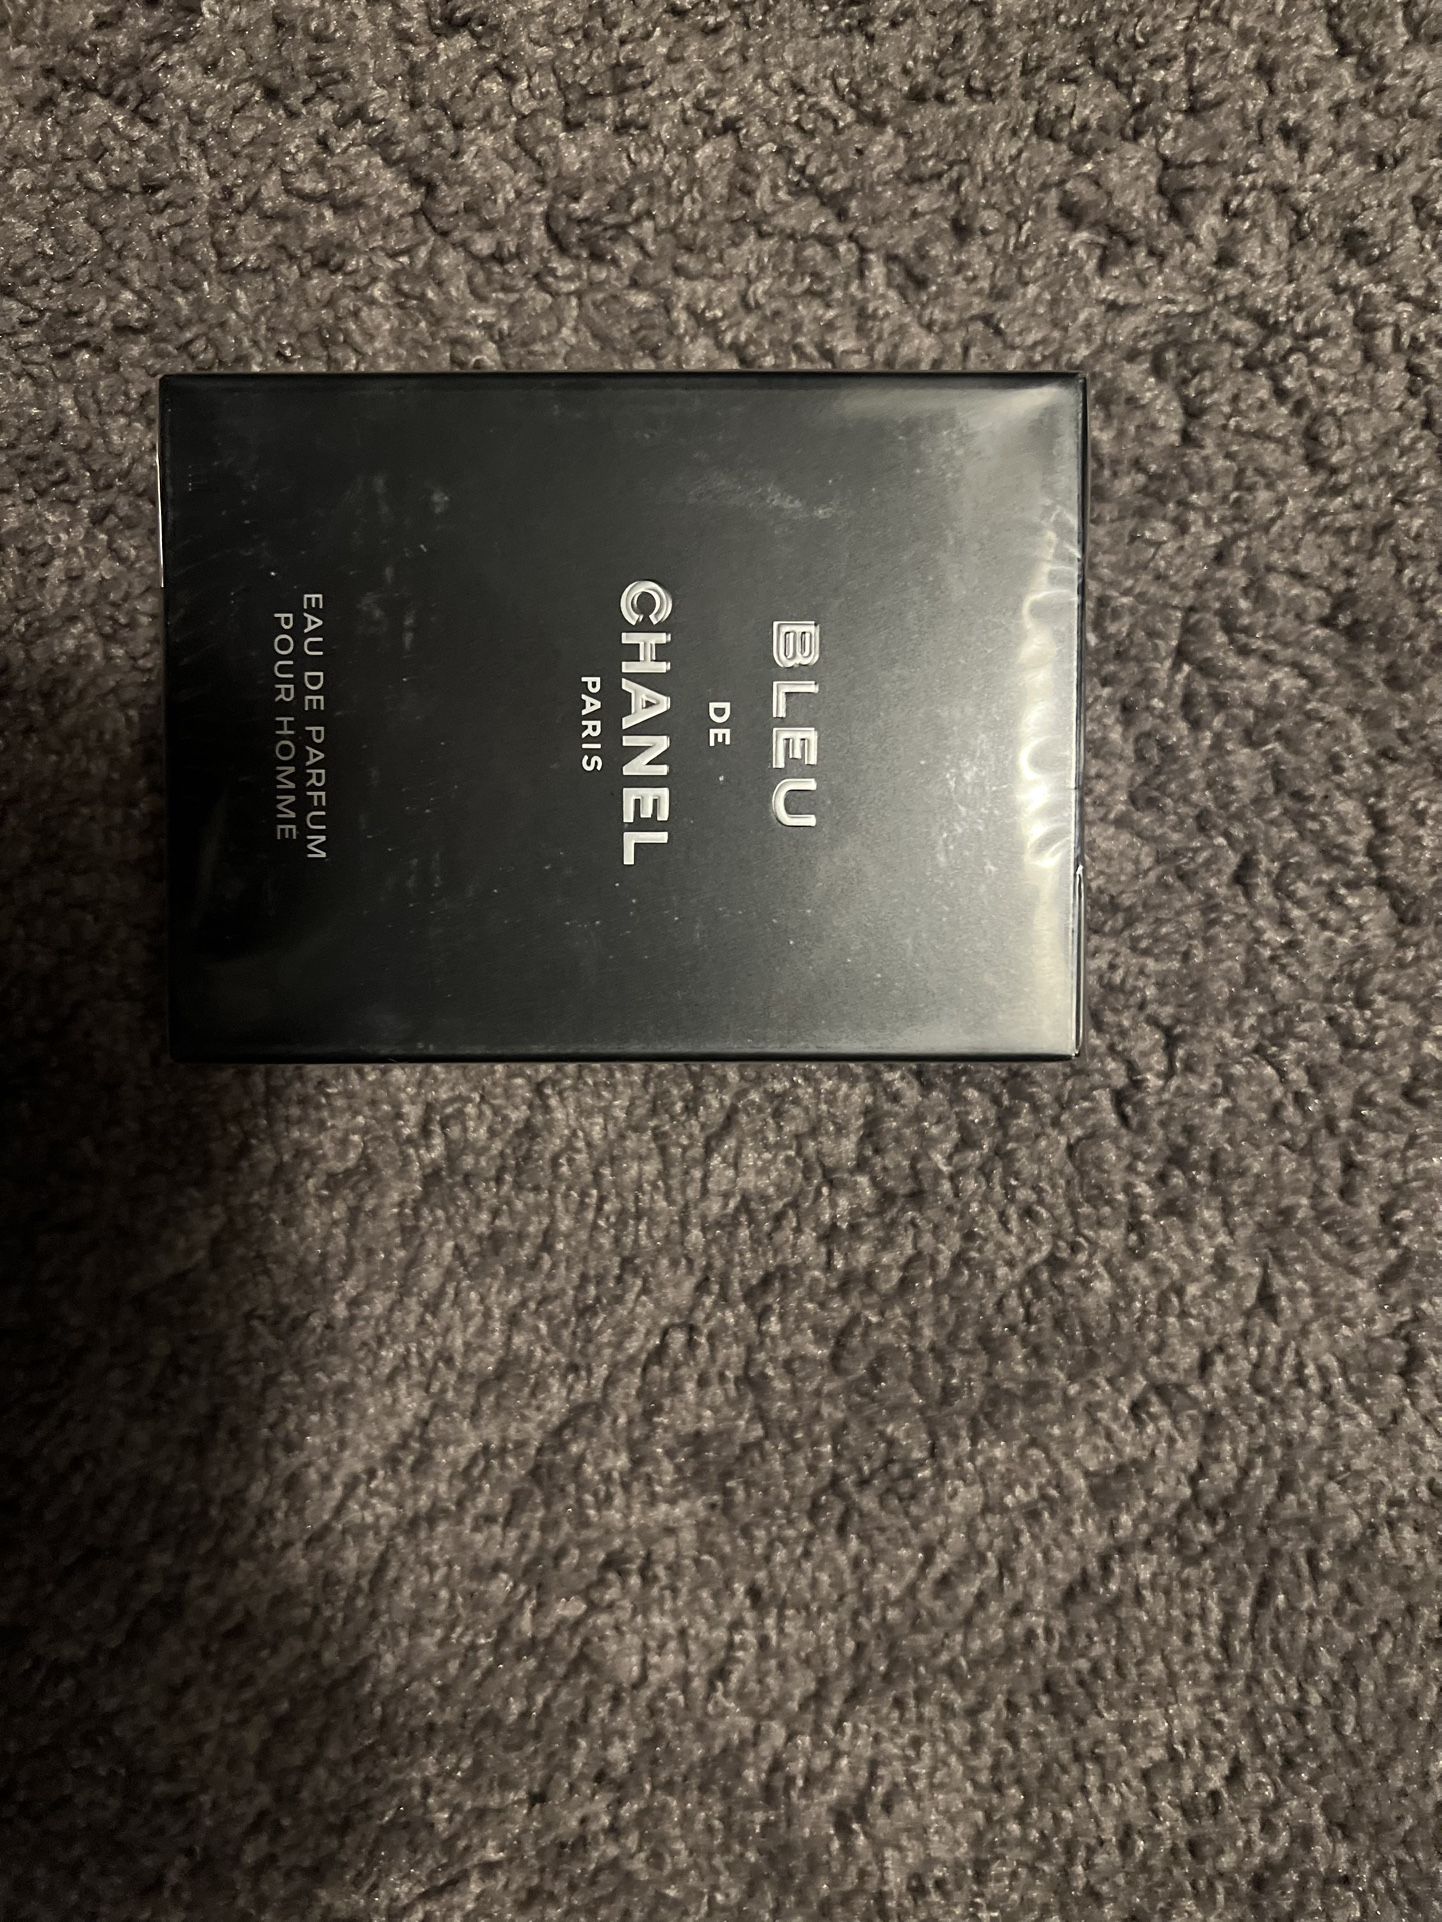 BLEU
DE
CHANEL
PARIS
EAU DE PARFUM
POUR HOMME